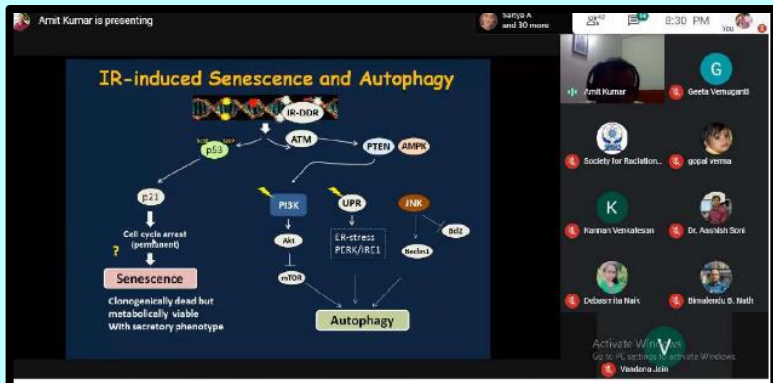 Amit Kumar is presenting
Saitya A.
and 30 more
42
8:30 PM
You
IR-induced Senescence and Autophagy
IR-DDR
p53
ATM
PTEN
AMPK
p21
PI3K
UPR
JNK
Cell cycle arrest
(permanent)
?
Akt
ER-stress
PERK/IRE1
Beclin1
Bcl2
Senescence
mTOR
Clonogenically dead but
metabolically viable
With secretory phenotype
Autophagy
Amit Kumar
G
Geeta Vemuganti
Society for Radiation...
gopal verma
K
Kannan Venkatesan
Dr. Aashish Soni
Debasmita Naik
Bimalendu B. Nath
Activate Windows
Go to PC settings to activate Windows.
V
Vandana Jain